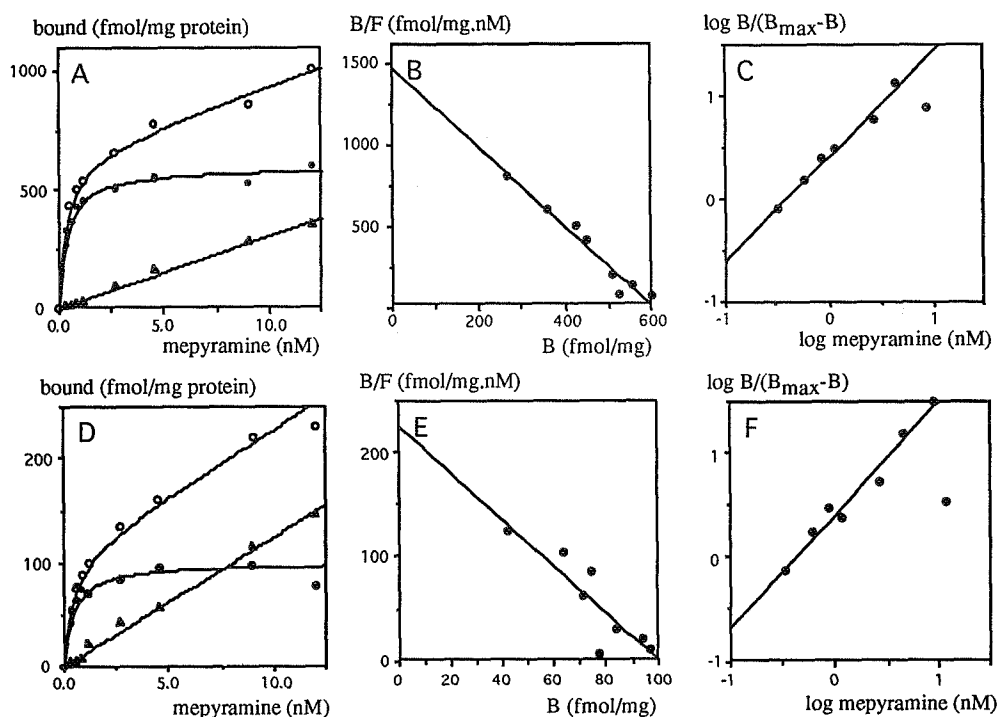 bound (fmol/mg protein)
A
1000
500
0
0.0 5.0 10.0
mepyramine (nM)
B/F (fmol/mg.nM)
B
1500
1000
500
0 200 400 600
B (fmol/mg)
log B/(Bmax-B)
C
1
0
-1
-1 0 1
log mepyramine (nM)
bound (fmol/mg protein)
D
200
100
0
0.0 5.0 10.0
mepyramine (nM)
B/F (fmol/mg.nM)
E
200
100
0
0 20 40 60 80 100
B (fmol/mg)
log B/(Bmax-B)
F
1
0
-1
-1 0 1
log mepyramine (nM)